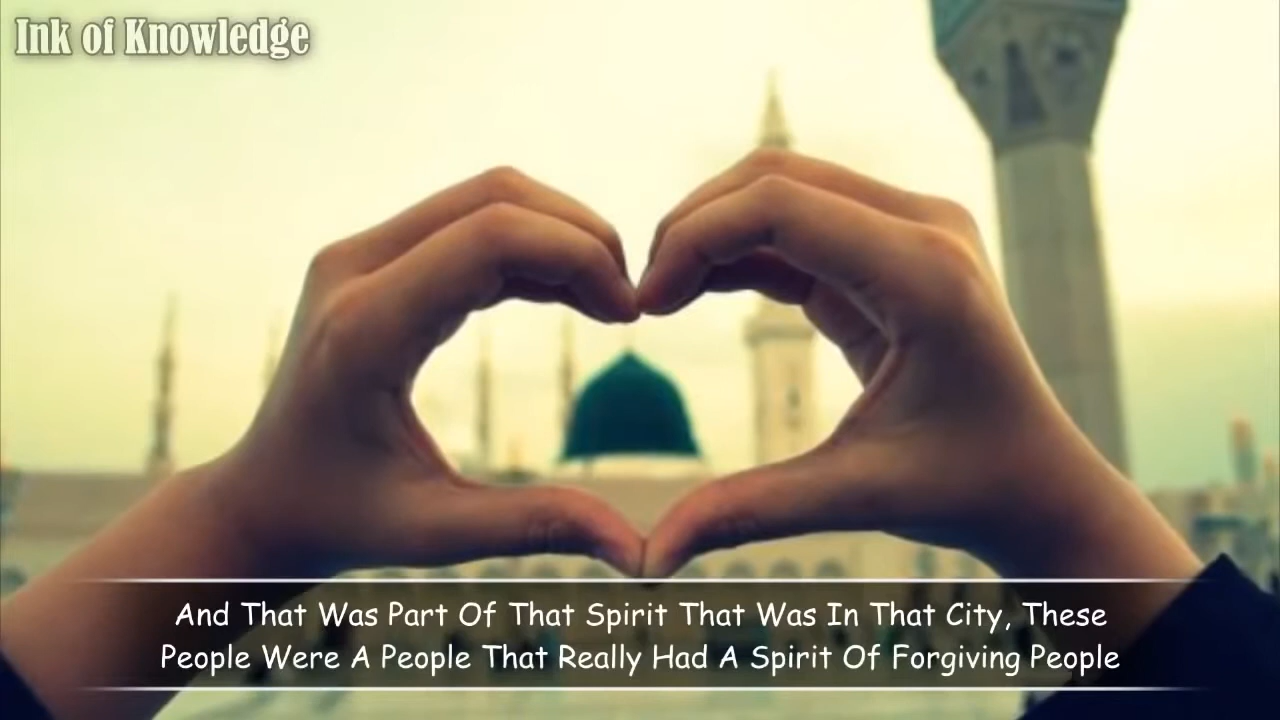 Ink of Knowledge
And That Was Part Of That Spirit That Was In That City, These
People Were A People That Really Had A Spirit Of Forgiving People